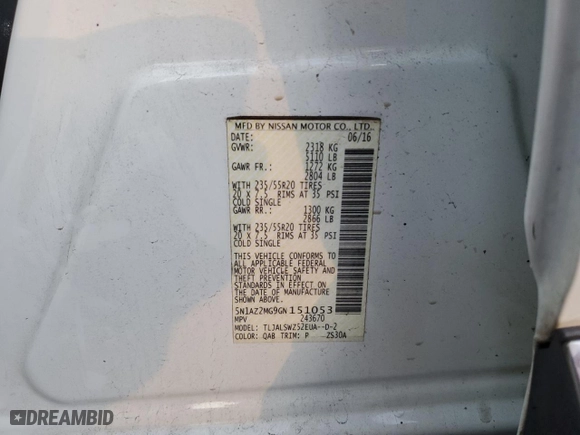 MFD BY NISSAN MOTOR CO., LTD.
DATE: 06/16
GVWR: 2318 KG
5110 LB
GAWR FR.: 1272 KG
2804 LB
WITH 235/55R20 TIRES
20 X 7.5 RIMS AT 35 PSI
COLD SINGLE
GAWR RR.: 1300 KG
2866 LB
WITH 235/55R20 TIRES
20 X 7.5 RIMS AT 35 PSI
COLD SINGLE
THIS VEHICLE CONFORMS TO
ALL APPLICABLE FEDERAL
MOTOR VEHICLE SAFETY AND
THEFT PREVENTION
STANDARDS IN EFFECT ON
THE DATE OF MANUFACTURE
SHOWN ABOVE.
5N1AZ2MG9GN151053
MPV 243670
MODEL: TLJALSWZ52EUA--D-2
COLOR: QAB TRIM: P ZS30A
DREAMBID